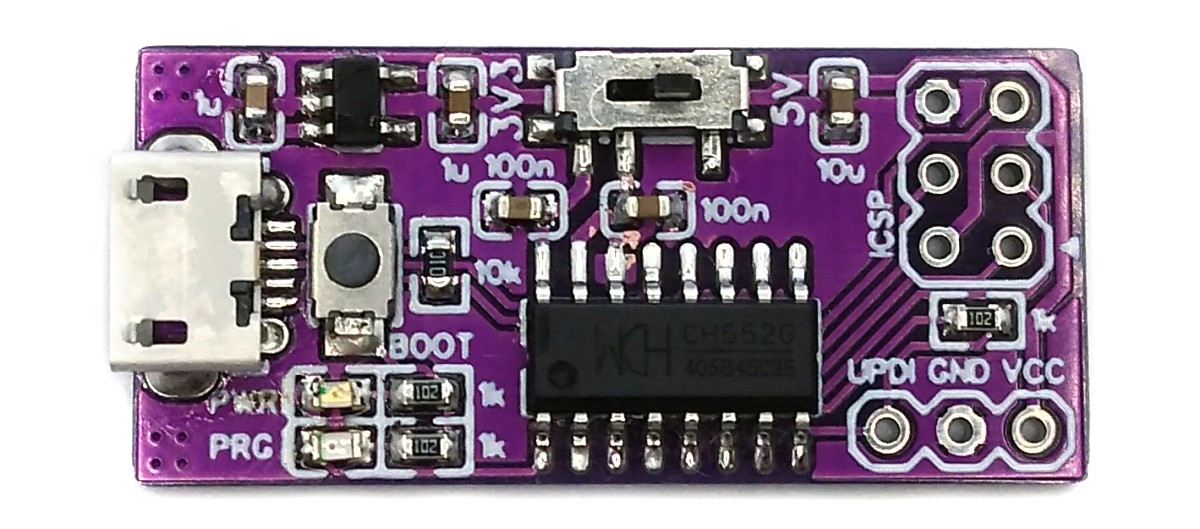 1u
3V3
5V
1u
100n
10u
100n
ICSP
10k
01C
BOOT
WCH
CH552G
405845C35
102
1k
UPDI GND VCC
PWR
102
1k
PRG
102
1k